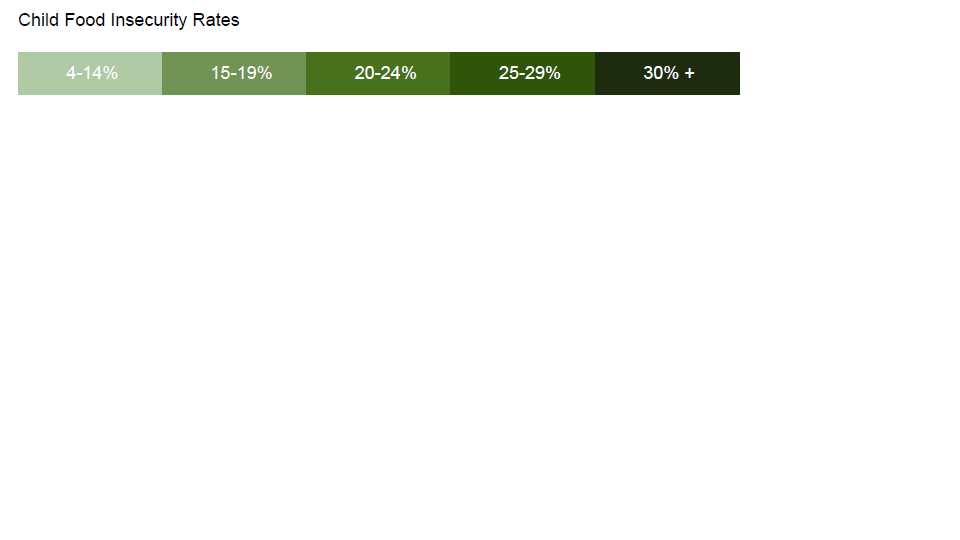 Child Food Insecurity Rates
4-14% 15-19% 20-24% 25-29% 30% +